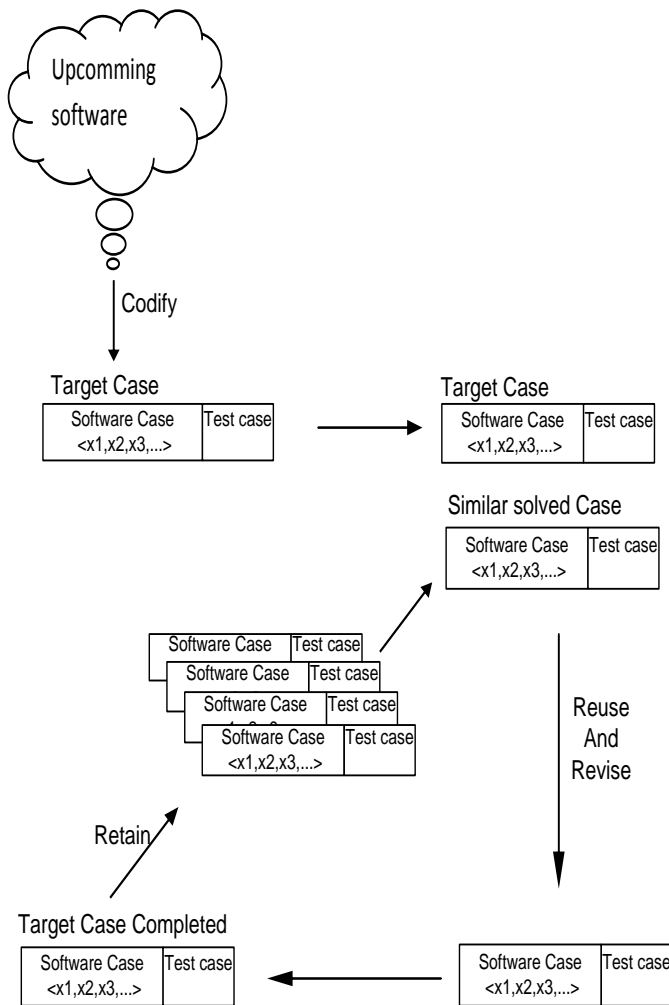 Upcomming
software
Codify
Target Case
Software Case
<x1,x2,x3,...>
Test case
Target Case
Software Case
<x1,x2,x3,...>
Test case
Similar solved Case
Software Case
<x1,x2,x3,...>
Test case
Software Case
Test case
Software Case
Test case
Software Case
Test case
Software Case
<x1,x2,x3,...>
Test case
Reuse
And
Revise
Retain
Target Case Completed
Software Case
<x1,x2,x3,...>
Test case
Software Case
<x1,x2,x3,...>
Test case